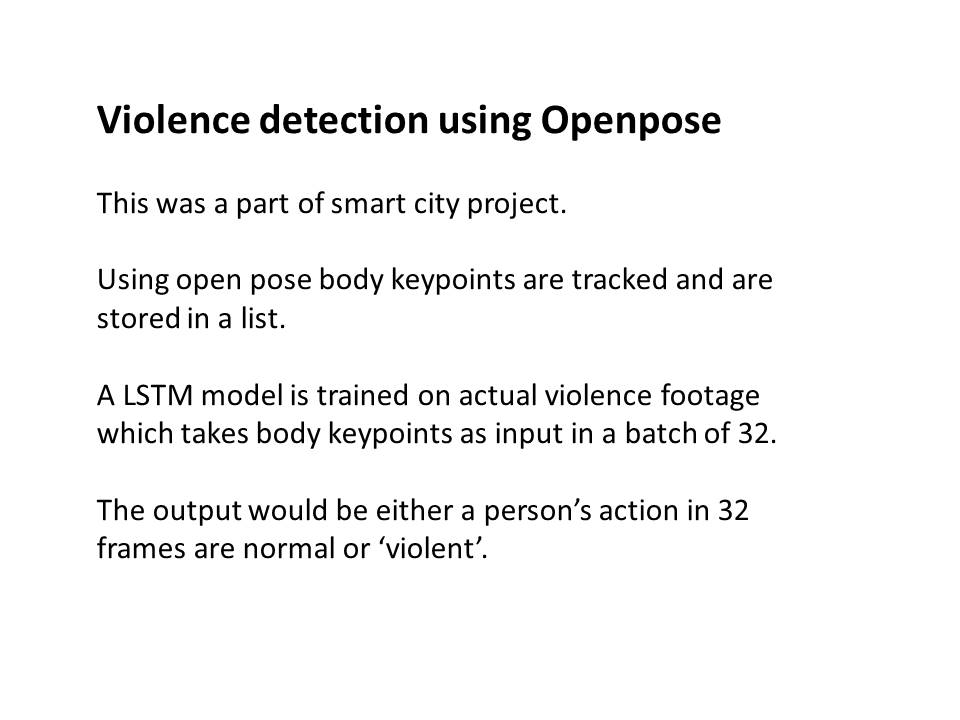 Violence detection using Openpose
This was a part of smart city project.
Using open pose body keypoints are tracked and are
stored in a list.
A LSTM model is trained on actual violence footage
which takes body keypoints as input in a batch of 32.
The output would be either a person’s action in 32
frames are normal or ‘violent’.